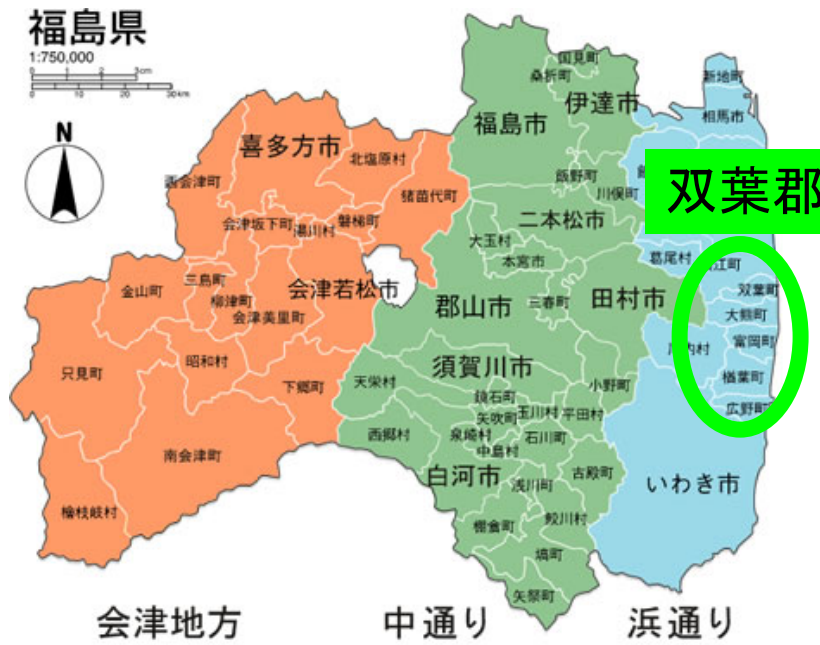 福島県
1:750,000
0 1 2 3cm
0 10 20 30km
N
国見町
桑折町
伊達市
福島市
新地町
相馬市
喜多方市
北塩原村
西会津町
猪苗代町
飯野町
川俣町
双葉郡
会津坂下町
湯川村
磐梯町
二本松市
大玉村
本宮市
葛尾村
江町
三島町
金山町
柳津町
会津若松市
会津美里町
郡山市
三春町
田村市
双葉町
大熊町
富岡町
内村
只見町
昭和村
須賀川市
下郷町
天栄村
小野町
楢葉町
鏡石町
矢吹町
玉川村
平田村
広野町
西郷村
泉崎村
中島村
石川町
南会津町
白河市
浅川町
古殿町
いわき市
檜枝岐村
棚倉町
鮫川村
塙町
矢祭町
会津地方
中通り
浜通り